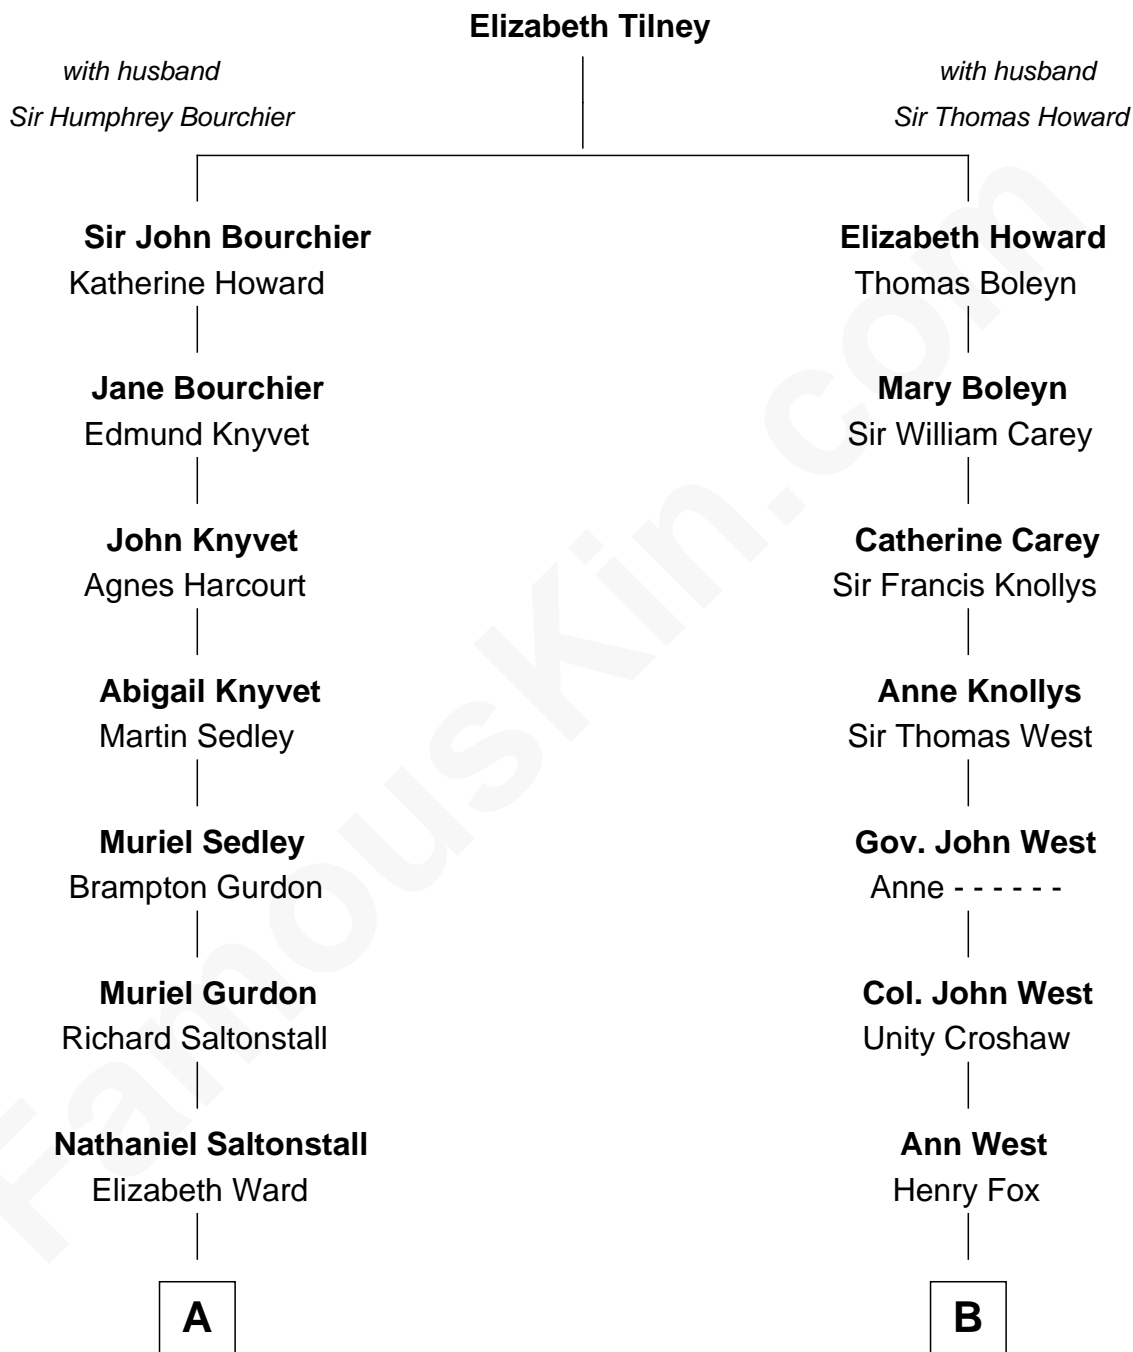 Elizabeth Tilney
with husband
Sir Humphrey Bourchier
with husband
Sir Thomas Howard
Sir John Bourchier
Katherine Howard
Elizabeth Howard
Thomas Boleyn
Jane Bourchier
Edmund Knyvet
Mary Boleyn
Sir William Carey
John Knyvet
Agnes Harcourt
Catherine Carey
Sir Francis Knollys
Abigail Knyvet
Martin Sedley
Anne Knollys
Sir Thomas West
Muriel Sedley
Brampton Gurdon
Gov. John West
Anne - - - - - -
Muriel Gurdon
Richard Saltonstall
Col. John West
Unity Croshaw
Nathaniel Saltonstall
Elizabeth Ward
Ann West
Henry Fox
A
B
FamousKin.com